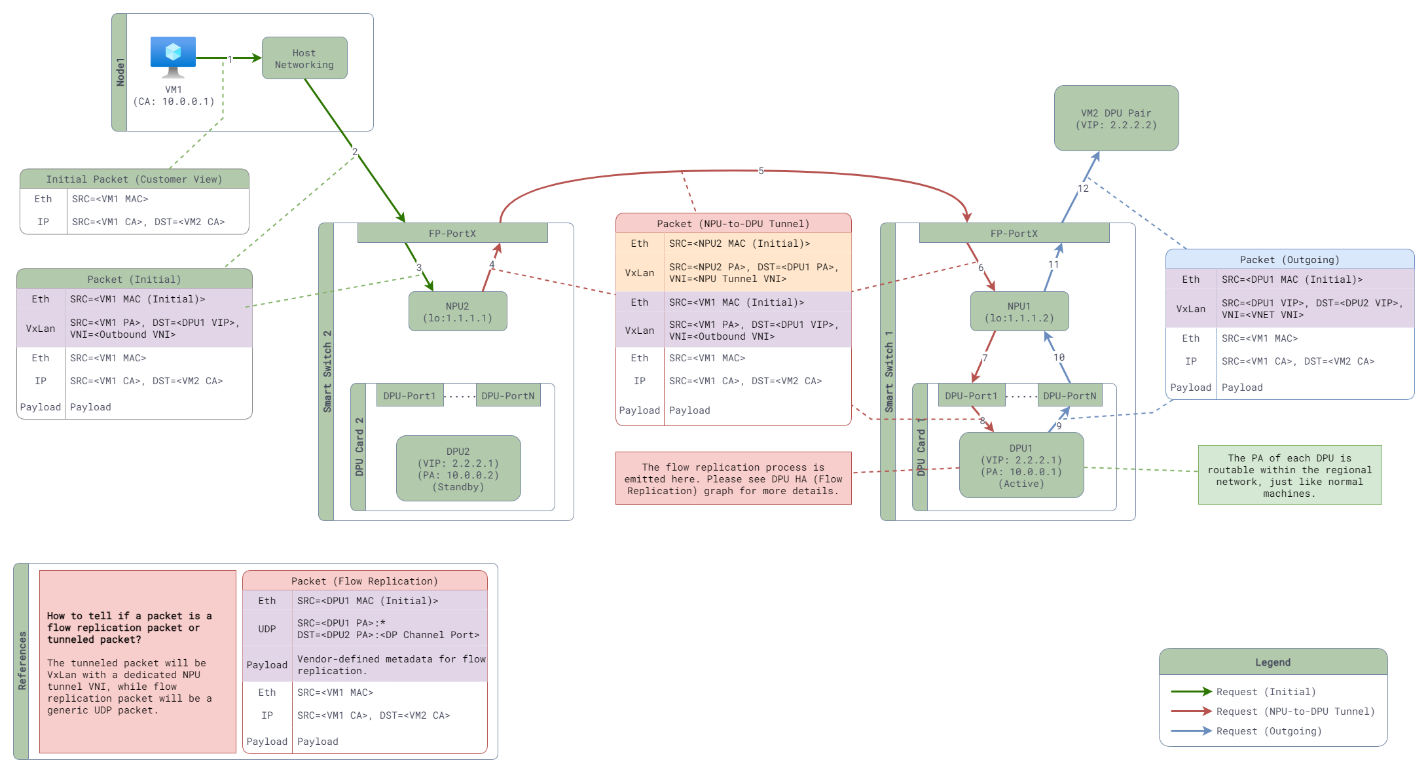 Node1
VM1
(CA: 10.0.0.1)
1
Host
Networking
2
Initial Packet (Customer View)
Eth SRC=<VM1 MAC>
IP SRC=<VM1 CA>, DST=<VM2 CA>
Packet (Initial)
Eth SRC=<VM1 MAC (Initial)>
VxLan SRC=<VM1 PA>, DST=<DPU1 VIP>,
VNI=<Outbound VNI>
Eth SRC=<VM1 MAC>
IP SRC=<VM1 CA>, DST=<VM2 CA>
Payload Payload
Smart Switch 2
FP-PortX
3
4
NPU2
(lo:1.1.1.1)
DPU Card 2
DPU-Port1 ...... DPU-PortN
DPU2
(VIP: 2.2.2.1)
(PA: 10.0.0.2)
(Standby)
5
Packet (NPU-to-DPU Tunnel)
Eth SRC=<NPU2 MAC (Initial)>
VxLan SRC=<NPU2 PA>, DST=<DPU1 PA>,
VNI=<NPU Tunnel VNI>
Eth SRC=<VM1 MAC (Initial)>
VxLan SRC=<VM1 PA>, DST=<DPU1 VIP>,
VNI=<Outbound VNI>
Eth SRC=<VM1 MAC>
IP SRC=<VM1 CA>, DST=<VM2 CA>
Payload Payload
The flow replication process is
emitted here. Please see DPU HA (Flow
Replication) graph for more details.
VM2 DPU Pair
(VIP: 2.2.2.2)
12
Smart Switch 1
FP-PortX
6
11
NPU1
(lo:1.1.1.2)
7
10
DPU Card 1
DPU-Port1 ...... DPU-PortN
8
9
DPU1
(VIP: 2.2.2.1)
(PA: 10.0.0.1)
(Active)
Packet (Outgoing)
Eth SRC=<DPU1 MAC (Initial)>
VxLan SRC=<DPU1 VIP>, DST=<DPU2 VIP>,
VNI=<VNET VNI>
Eth SRC=<VM1 MAC>
IP SRC=<VM1 CA>, DST=<VM2 CA>
Payload Payload
The PA of each DPU is
routable within the regional
network, just like normal
machines.
References
How to tell if a packet is a
flow replication packet or
tunneled packet?
The tunneled packet will be
VxLan with a dedicated NPU
tunnel VNI, while flow
replication packet will be a
generic UDP packet.
Packet (Flow Replication)
Eth SRC=<DPU1 MAC (Initial)>
UDP SRC=<DPU1 PA>:*
DST=<DPU2 PA>:<DP Channel Port>
Payload Vendor-defined metadata for flow
replication.
Eth SRC=<VM1 MAC>
IP SRC=<VM1 CA>, DST=<VM2 CA>
Payload Payload
Legend
Request (Initial)
Request (NPU-to-DPU Tunnel)
Request (Outgoing)